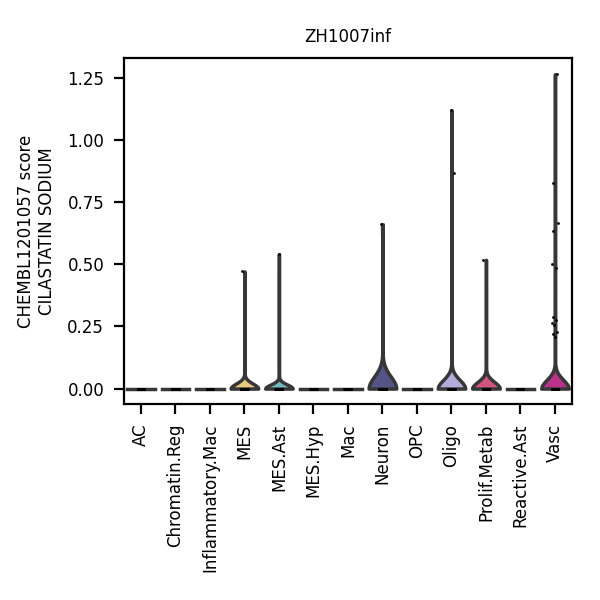 ZH1007inf
CHEMBL1201057 score
CILASTATIN SODIUM
1.25
1.00
0.75
0.50
0.25
0.00
AC
Chromatin.Reg
Inflammatory.Mac
MES
MES.Ast
MES.Hyp
Mac
Neuron
OPC
Oligo
Prolif.Metab
Reactive.Ast
Vasc